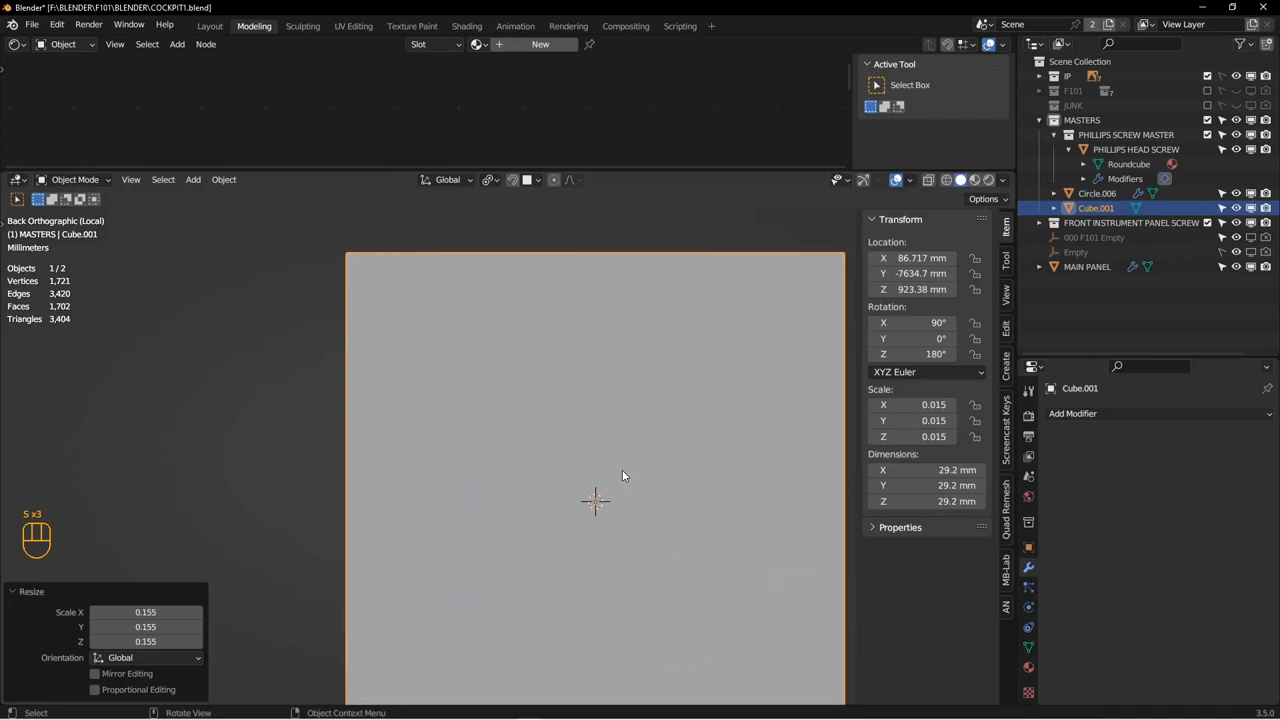 Blender* [F:\BLENDER\F101\BLENDER\COCKPIT1.blend]
File Edit Render Window Help Layout Modeling Sculpting UV Editing Texture Paint Shading Animation Rendering Compositing Scripting + Scene 2 View Layer
Object View Select Add Node Slot + New
Active Tool
Select Box
Scene Collection
IP 7
F101 7
JUNK
MASTERS
PHILLIPS SCREW MASTER
PHILLIPS HEAD SCREW
Roundcube
Modifiers
Circle.006
Cube.001
FRONT INSTRUMENT PANEL SCREW
000 F101 Empty
Empty
MAIN PANEL
Object Mode View Select Add Object Global
Options
Back Orthographic (Local)
(1) MASTERS | Cube.001
Millimeters
Objects 1 / 2
Vertices 1,721
Edges 3,420
Faces 1,702
Triangles 3,404
Transform
Location:
X 86.717 mm
Y -7634.7 mm
Z 923.38 mm
Rotation:
X 90°
Y 0°
Z 180°
XYZ Euler
Scale:
X 0.015
Y 0.015
Z 0.015
Dimensions:
X 29.2 mm
Y 29.2 mm
Z 29.2 mm
Properties
Item
Tool
View
Edit
Create
Screencast Keys
Quad Remesh
MB-Lab
AN
Cube.001
Add Modifier
S x3
Resize
Scale X 0.155
Y 0.155
Z 0.155
Orientation Global
Mirror Editing
Proportional Editing
Select Rotate View Object Context Menu 3.5.0